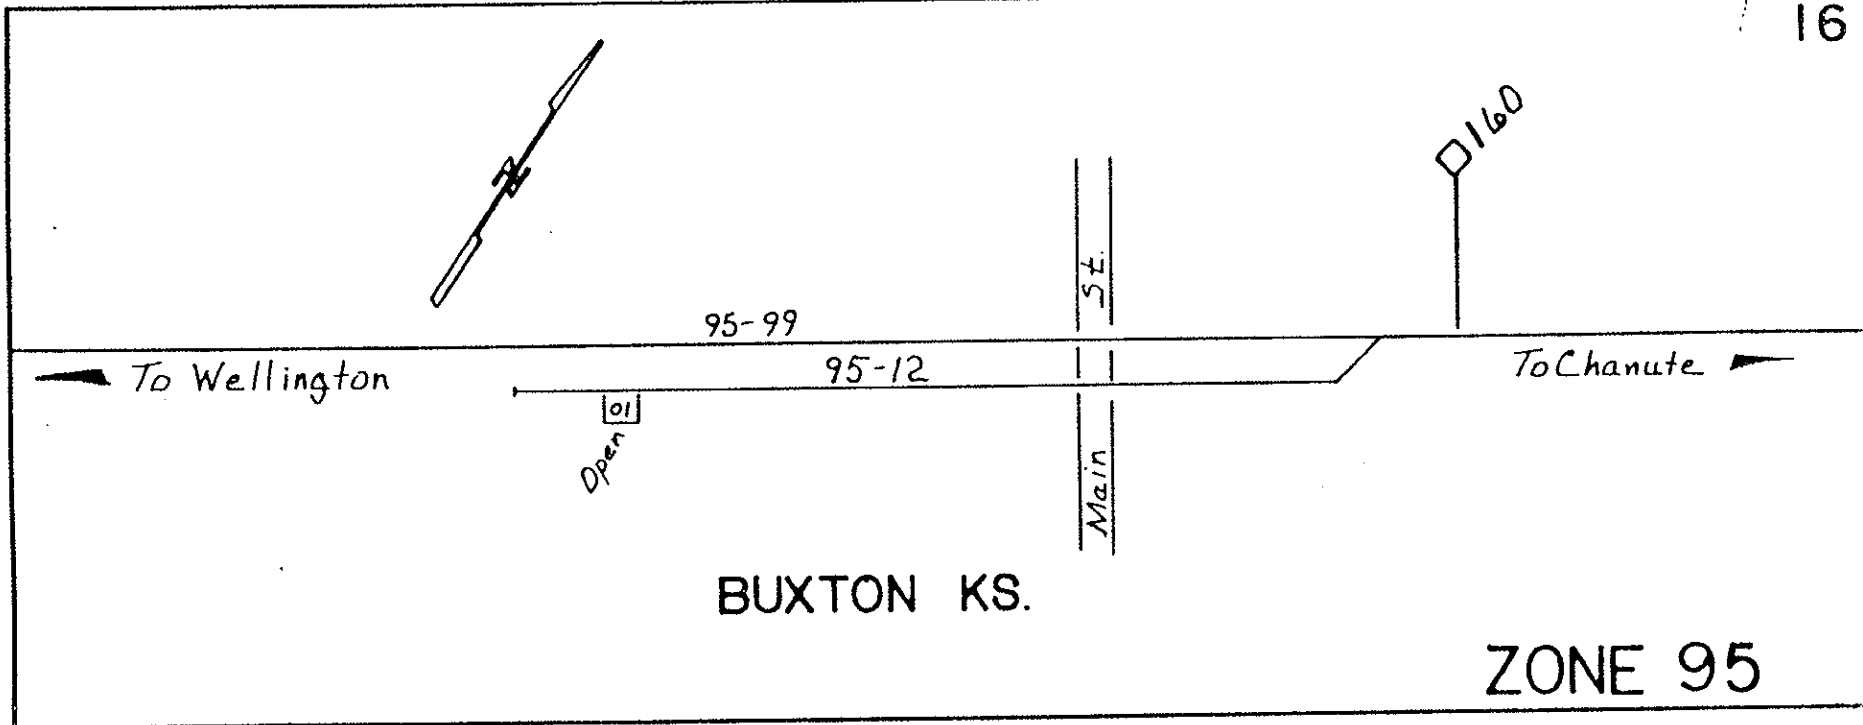 16
160
N
St.
95-99
95-12
To Wellington
To Chanute
01
Open
Main
BUXTON KS.
ZONE 95